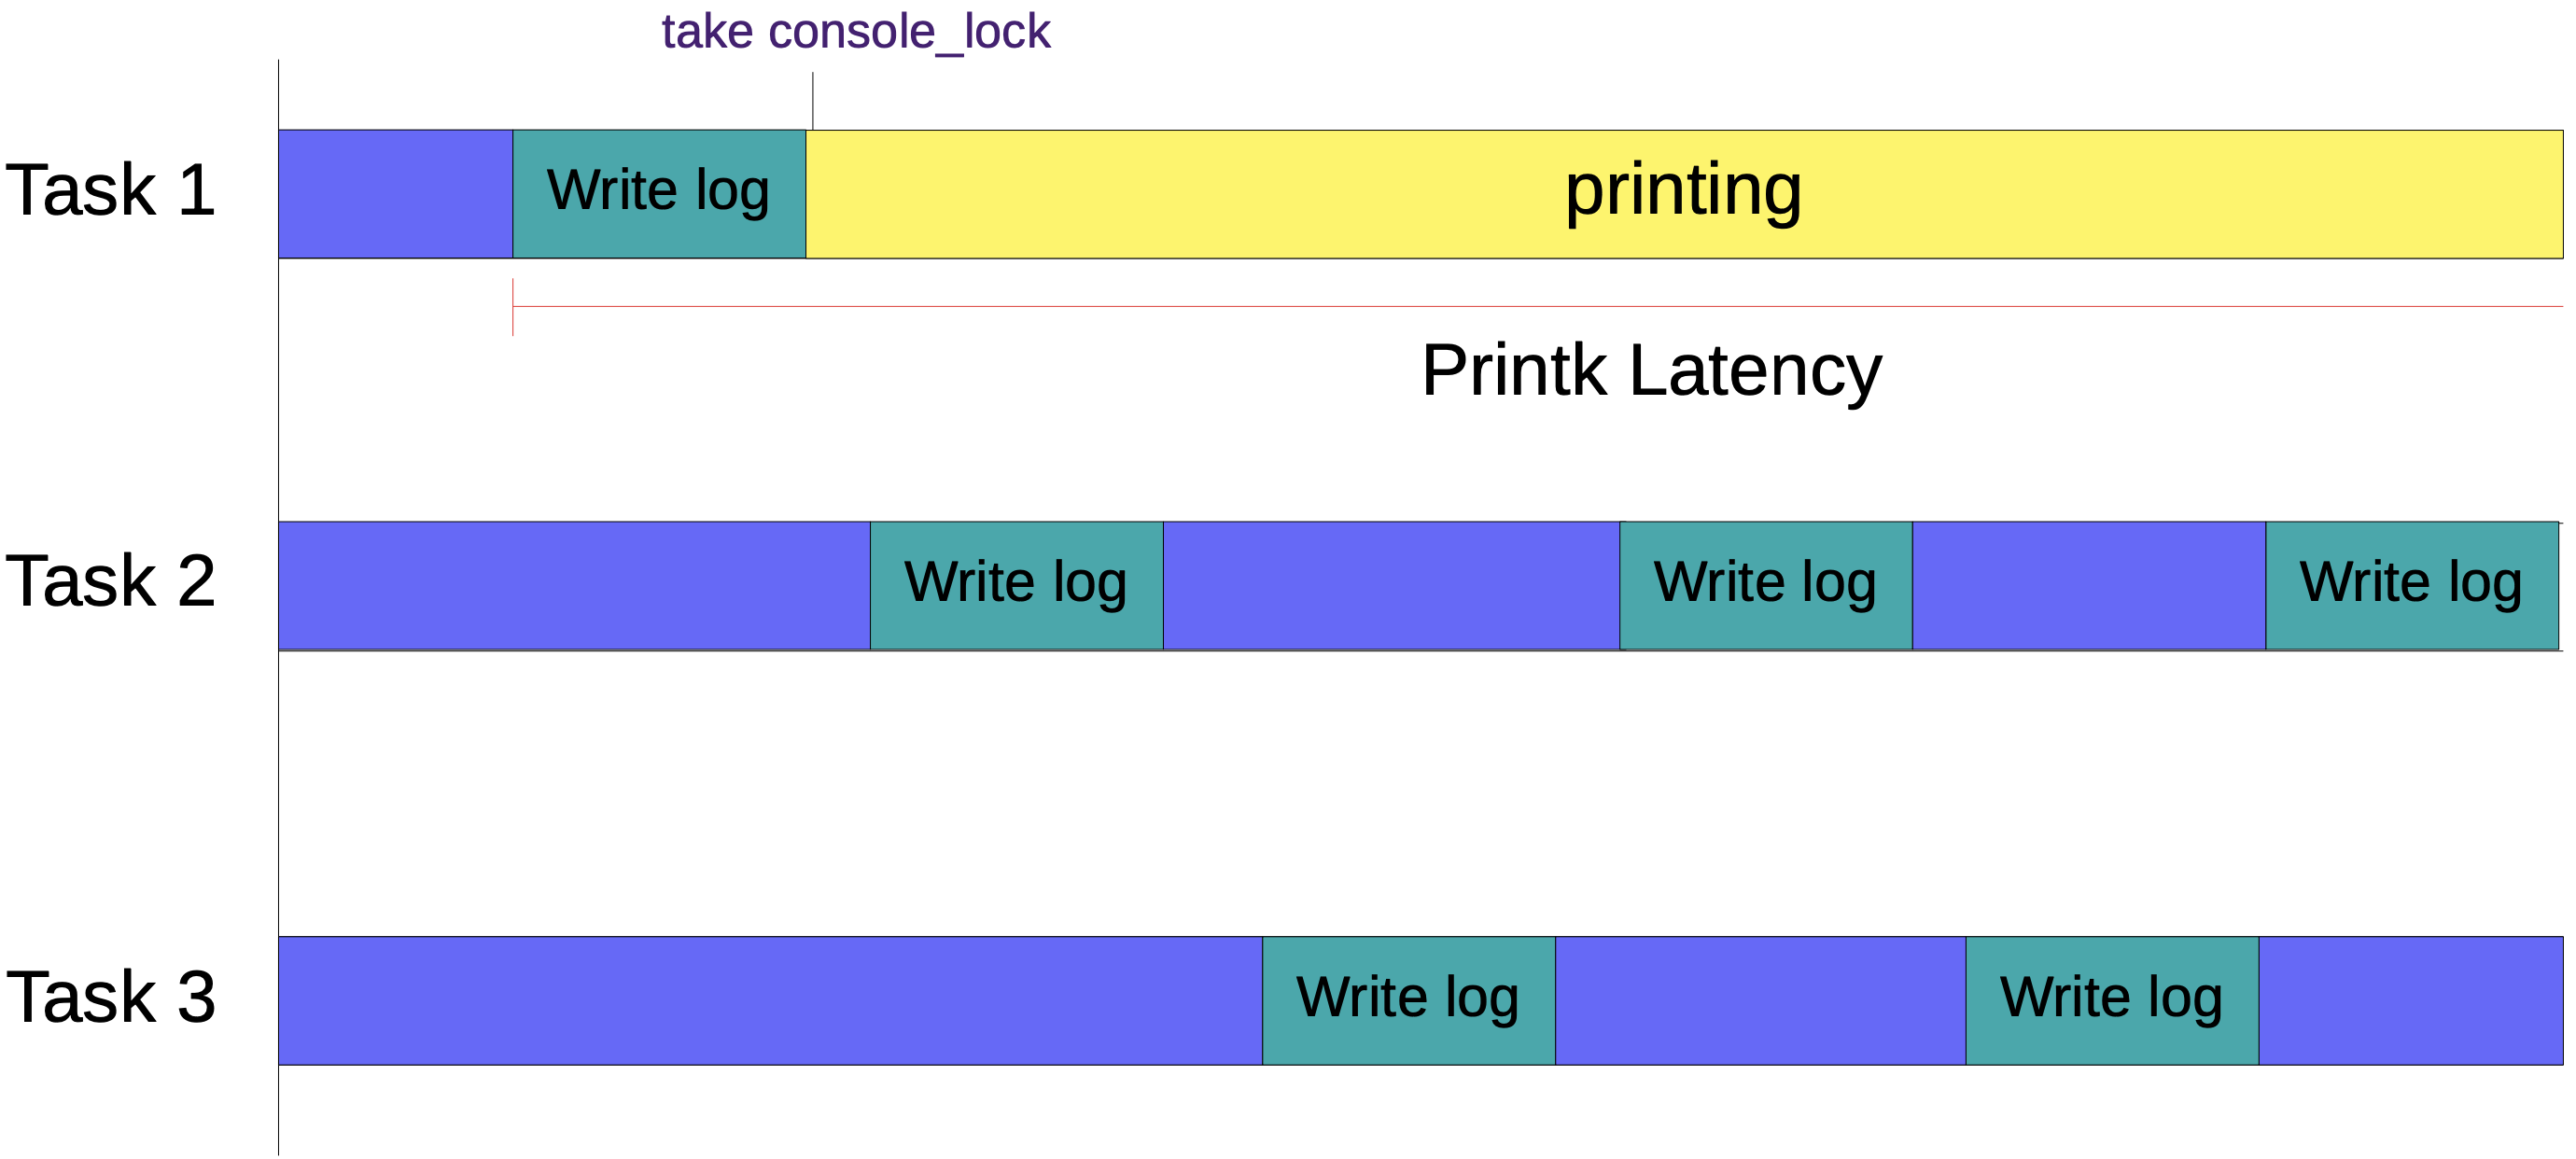 take console_lock
Task 1
Write log
printing
Printk Latency
Task 2
Write log
Write log
Write log
Task 3
Write log
Write log